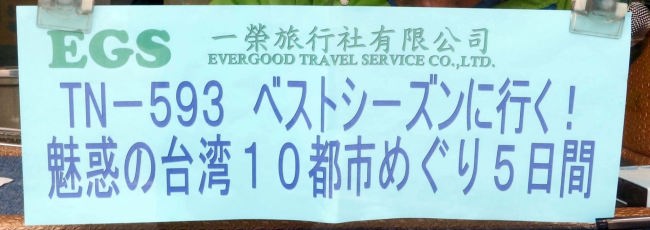 EGS 一榮旅行社有限公司
EVERGOOD TRAVEL SERVICE CO.,LTD.
TN－593 ベストシーズンに行く！
魅惑の台湾１０都市めぐり５日間